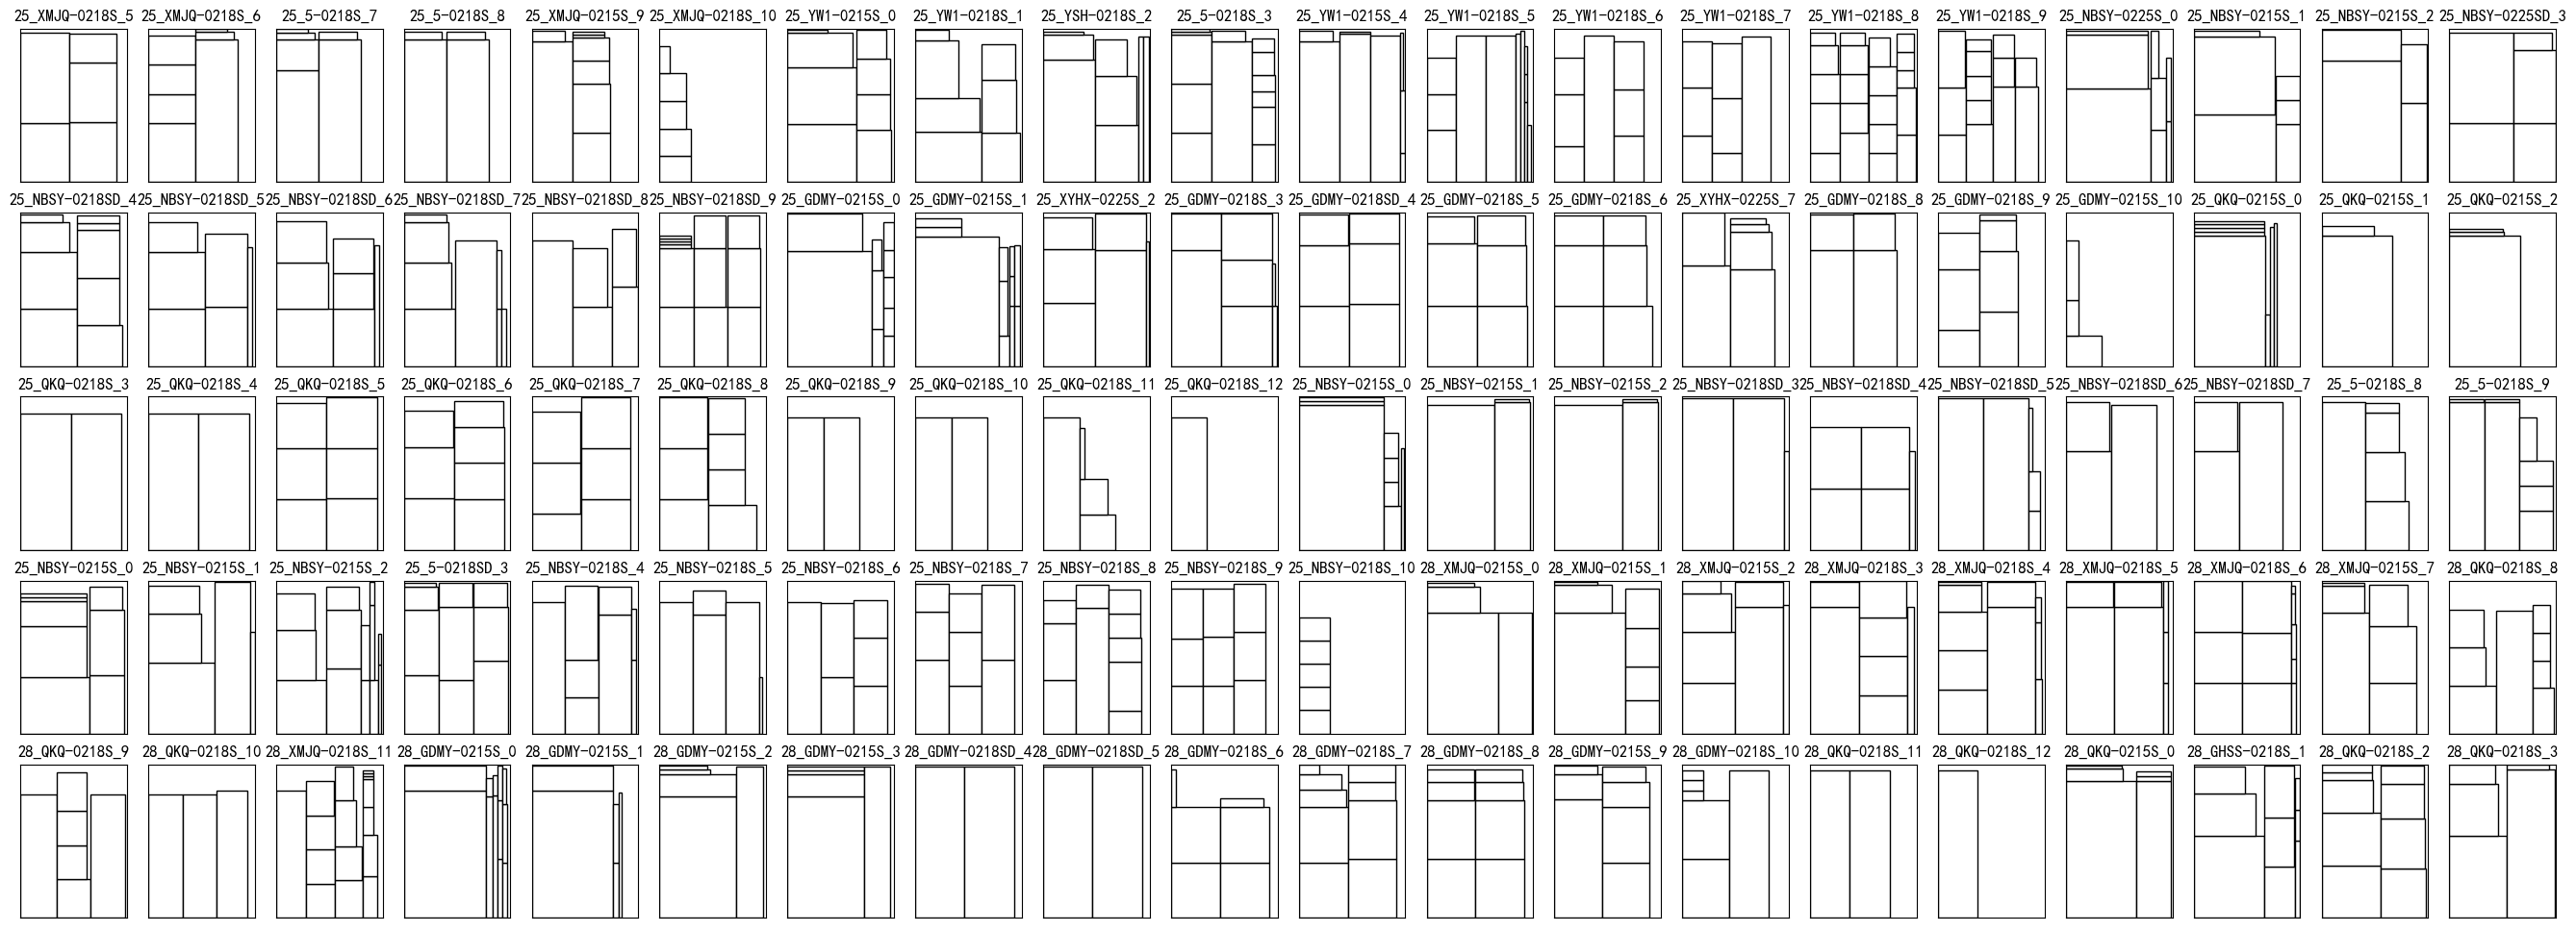 25_XMJQ-0218S_5 25_XMJQ-0218S_6 25_5-0218S_7 25_5-0218S_8 25_XMJQ-0215S_9 25_XMJQ-0218S_10 25_YW1-0215S_0 25_YW1-0218S_1 25_YSH-0218S_2 25_5-0218S_3 25_YW1-0215S_4 25_YW1-0218S_5 25_YW1-0218S_6 25_YW1-0218S_7 25_YW1-0218S_8 25_YW1-0218S_9 25_NBSY-0225S_0 25_NBSY-0215S_1 25_NBSY-0215S_2 25_NBSY-0225SD_3
25_NBSY-0218SD_4 25_NBSY-0218SD_5 25_NBSY-0218SD_6 25_NBSY-0218SD_7 25_NBSY-0218SD_8 25_NBSY-0218SD_9 25_GDMY-0215S_0 25_GDMY-0215S_1 25_XYHX-0225S_2 25_GDMY-0218S_3 25_GDMY-0218SD_4 25_GDMY-0218S_5 25_GDMY-0218S_6 25_XYHX-0225S_7 25_GDMY-0218S_8 25_GDMY-0218S_9 25_GDMY-0215S_10 25_QKQ-0215S_0 25_QKQ-0215S_1 25_QKQ-0215S_2
25_QKQ-0218S_3 25_QKQ-0218S_4 25_QKQ-0218S_5 25_QKQ-0218S_6 25_QKQ-0218S_7 25_QKQ-0218S_8 25_QKQ-0218S_9 25_QKQ-0218S_10 25_QKQ-0218S_11 25_QKQ-0218S_12 25_NBSY-0215S_0 25_NBSY-0215S_1 25_NBSY-0215S_2 25_NBSY-0218SD_3 25_NBSY-0218SD_4 25_NBSY-0218SD_5 25_NBSY-0218SD_6 25_NBSY-0218SD_7 25_5-0218S_8 25_5-0218S_9
25_NBSY-0215S_0 25_NBSY-0215S_1 25_NBSY-0215S_2 25_5-0218SD_3 25_NBSY-0218S_4 25_NBSY-0218S_5 25_NBSY-0218S_6 25_NBSY-0218S_7 25_NBSY-0218S_8 25_NBSY-0218S_9 25_NBSY-0218S_10 28_XMJQ-0215S_0 28_XMJQ-0215S_1 28_XMJQ-0215S_2 28_XMJQ-0218S_3 28_XMJQ-0218S_4 28_XMJQ-0218S_5 28_XMJQ-0218S_6 28_XMJQ-0215S_7 28_QKQ-0218S_8
28_QKQ-0218S_9 28_QKQ-0218S_10 28_XMJQ-0218S_11 28_GDMY-0215S_0 28_GDMY-0215S_1 28_GDMY-0215S_2 28_GDMY-0215S_3 28_GDMY-0218SD_4 28_GDMY-0218SD_5 28_GDMY-0218S_6 28_GDMY-0218S_7 28_GDMY-0218S_8 28_GDMY-0215S_9 28_GDMY-0218S_10 28_QKQ-0218S_11 28_QKQ-0218S_12 28_QKQ-0215S_0 28_GHSS-0218S_1 28_QKQ-0218S_2 28_QKQ-0218S_3